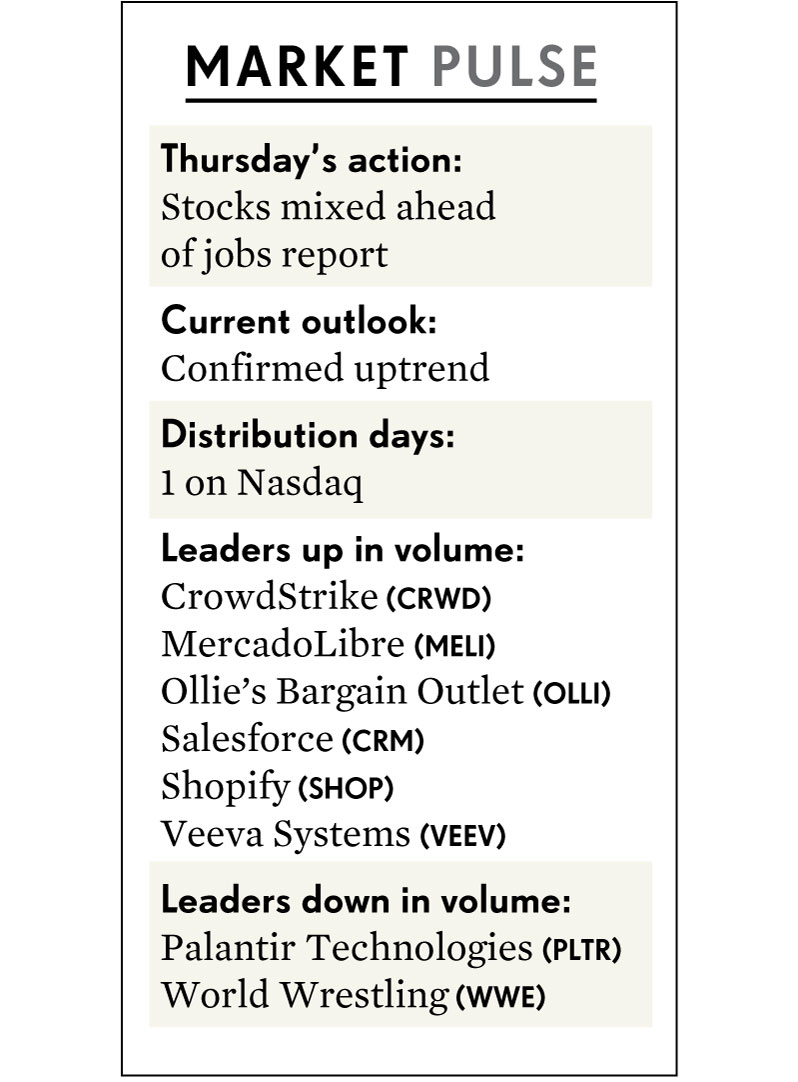 MARKET PULSE
Thursday’s action:
Stocks mixed ahead
of jobs report
Current outlook:
Confirmed uptrend
Distribution days:
1 on Nasdaq
Leaders up in volume:
CrowdStrike (CRWD)
MercadoLibre (MELI)
Ollie’s Bargain Outlet (OLLI)
Salesforce (CRM)
Shopify (SHOP)
Veeva Systems (VEEV)
Leaders down in volume:
Palantir Technologies (PLTR)
World Wrestling (WWE)